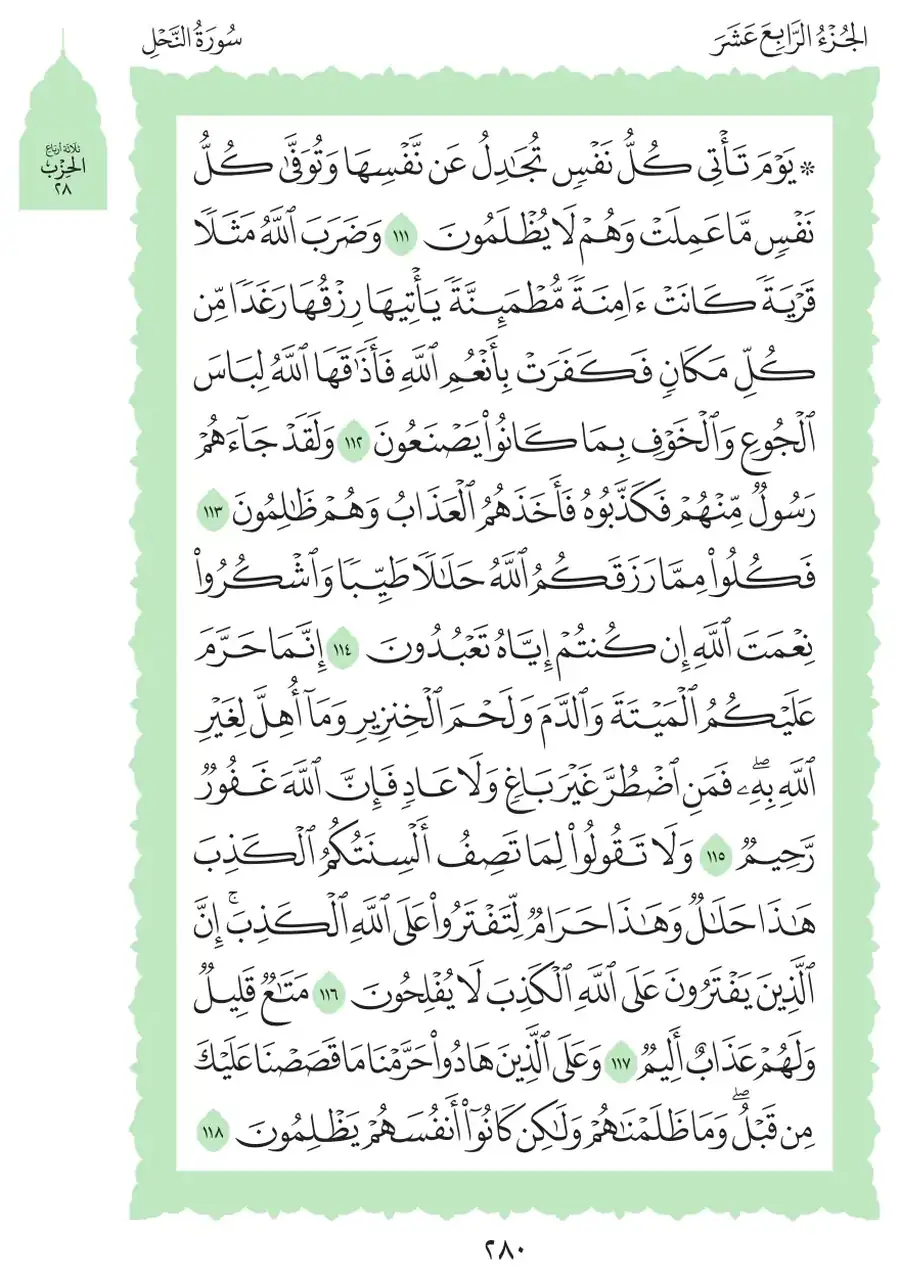 الجُزْءُ الرَّابِعَ عَشَرَ
سُورَةُ النَّحْلِ
ثلاثة أرباع
الحِزْب
٢٨
۞ يَوْمَ تَأْتِي كُلُّ نَفْسٖ تُجَٰدِلُ عَن نَّفْسِهَا وَتُوَفَّىٰ كُلُّ
نَفْسٖ مَّا عَمِلَتْ وَهُمْ لَا يُظْلَمُونَ ١١١ وَضَرَبَ ٱللَّهُ مَثَلٗا
قَرْيَةٗ كَانَتْ ءَامِنَةٗ مُّطْمَئِنَّةٗ يَأْتِيهَا رِزْقُهَا رَغَدٗا مِّن
كُلِّ مَكَانٖ فَكَفَرَتْ بِأَنْعُمِ ٱللَّهِ فَأَذَٰقَهَا ٱللَّهُ لِبَاسَ
ٱلْجُوعِ وَٱلْخَوْفِ بِمَا كَانُوا۟ يَصْنَعُونَ ١١٢ وَلَقَدْ جَآءَهُمْ
رَسُولٞ مِّنْهُمْ فَكَذَّبُوهُ فَأَخَذَهُمُ ٱلْعَذَابُ وَهُمْ ظَٰلِمُونَ ١١٣
فَكُلُوا۟ مِمَّا رَزَقَكُمُ ٱللَّهُ حَلَٰلٗا طَيِّبٗا وَٱشْكُرُوا۟
نِعْمَتَ ٱللَّهِ إِن كُنتُمْ إِيَّاهُ تَعْبُدُونَ ١١٤ إِنَّمَا حَرَّمَ
عَلَيْكُمُ ٱلْمَيْتَةَ وَٱلدَّمَ وَلَحْمَ ٱلْخِنزِيرِ وَمَآ أُهِلَّ لِغَيْرِ
ٱللَّهِ بِهِۦۖ فَمَنِ ٱضْطُرَّ غَيْرَ بَاغٖ وَلَا عَادٖ فَإِنَّ ٱللَّهَ غَفُورٞ
رَّحِيمٞ ١١٥ وَلَا تَقُولُوا۟ لِمَا تَصِفُ أَلْسِنَتُكُمُ ٱلْكَذِبَ
هَٰذَا حَلَٰلٞ وَهَٰذَا حَرَامٞ لِّتَفْتَرُوا۟ عَلَى ٱللَّهِ ٱلْكَذِبَۚ إِنَّ
ٱلَّذِينَ يَفْتَرُونَ عَلَى ٱللَّهِ ٱلْكَذِبَ لَا يُفْلِحُونَ ١١٦ مَتَٰعٞ قَلِيلٞ
وَلَهُمْ عَذَابٌ أَلِيمٞ ١١٧ وَعَلَى ٱلَّذِينَ هَادُوا۟ حَرَّمْنَا مَا قَصَصْنَا عَلَيْكَ
مِن قَبْلُۖ وَمَا ظَلَمْنَٰهُمْ وَلَٰكِن كَانُوٓا۟ أَنفُسَهُمْ يَظْلِمُونَ ١١٨
٢٨٠